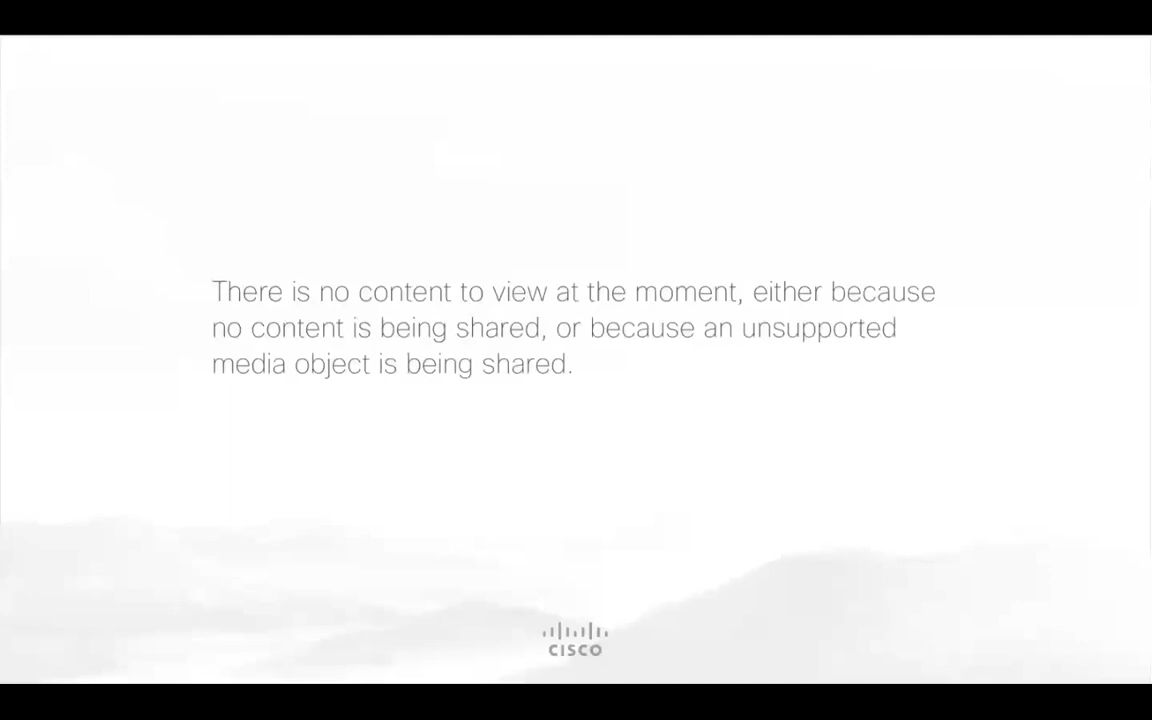 There is no content to view at the moment, either because
no content is being shared, or because an unsupported
media object is being shared.
CISCO